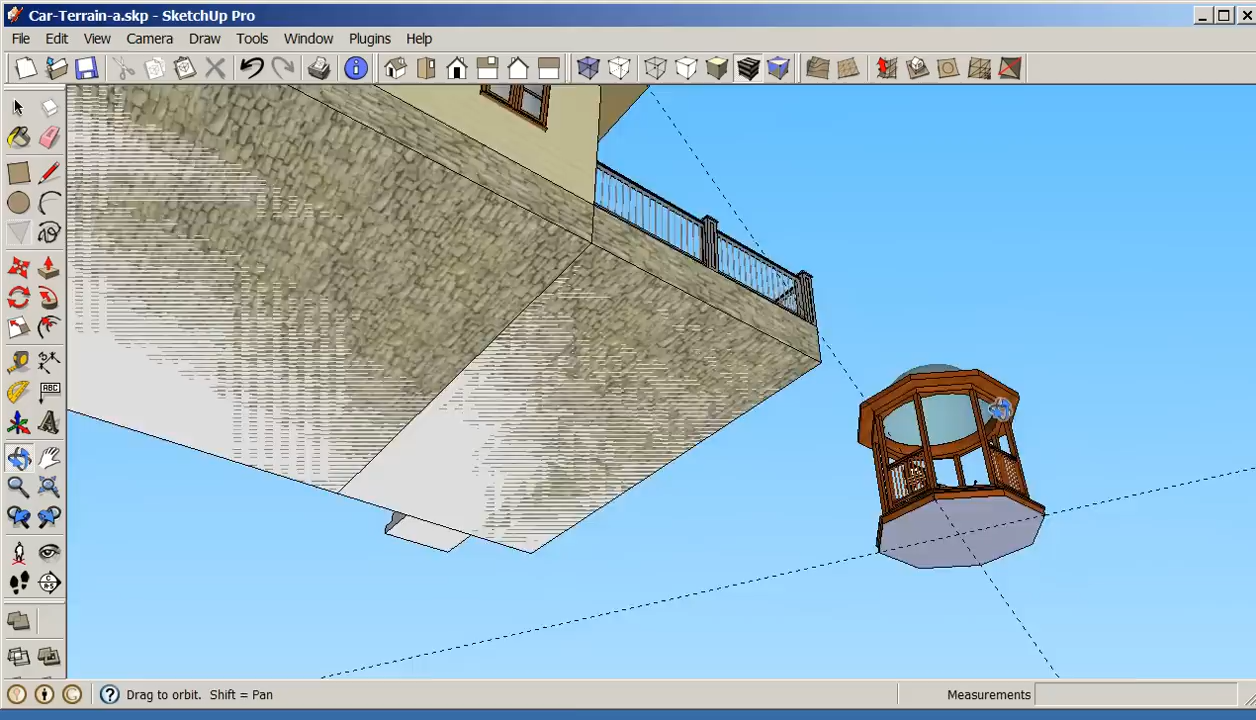 Car-Terrain-a.skp - SketchUp Pro
File Edit View Camera Draw Tools Window Plugins Help
ABC
Drag to orbit. Shift = Pan
Measurements